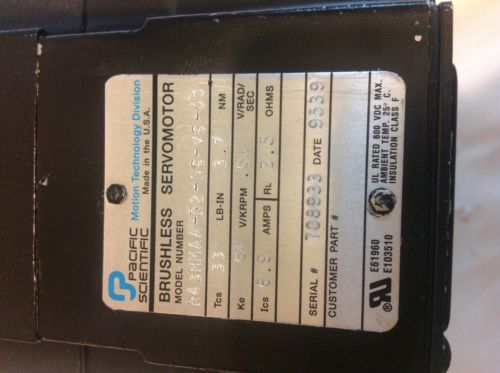 PACIFIC
SCIENTIFIC
Motion Technology Division
Made in the U.S.A.
BRUSHLESS SERVOMOTOR
MODEL NUMBER
Tcs 33 LB-IN 3.7 NM
Ke 54 V/KRPM .51 V/RAD/SEC
Ics 6.9 AMPS RL 2.5 OHMS
SERIAL # 708933 DATE 9539
CUSTOMER PART #
E61960
E103510
UL RATED 600 VDC MAX.
AMBIENT TEMP. 25° C.
INSULATION CLASS F